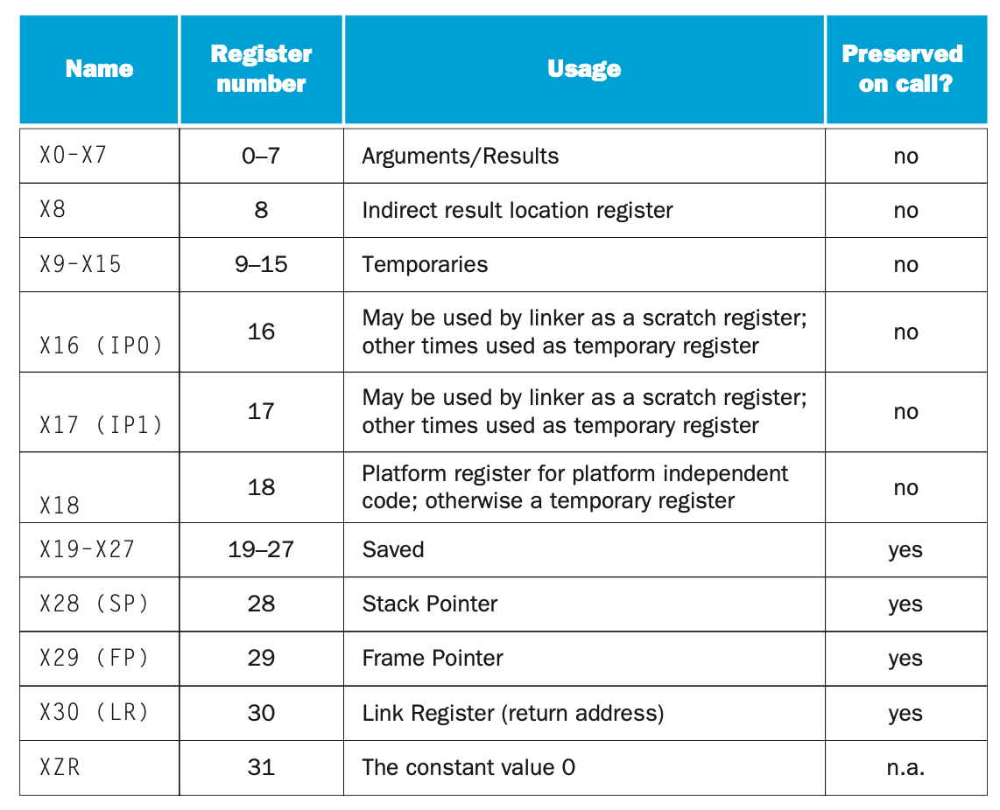 Name Register number Usage Preserved on call?
X0–X7 0–7 Arguments/Results no
X8 8 Indirect result location register no
X9–X15 9–15 Temporaries no
X16 (IP0) 16 May be used by linker as a scratch register;
other times used as temporary register no
X17 (IP1) 17 May be used by linker as a scratch register;
other times used as temporary register no
X18 18 Platform register for platform independent
code; otherwise a temporary register no
X19–X27 19–27 Saved yes
X28 (SP) 28 Stack Pointer yes
X29 (FP) 29 Frame Pointer yes
X30 (LR) 30 Link Register (return address) yes
XZR 31 The constant value 0 n.a.